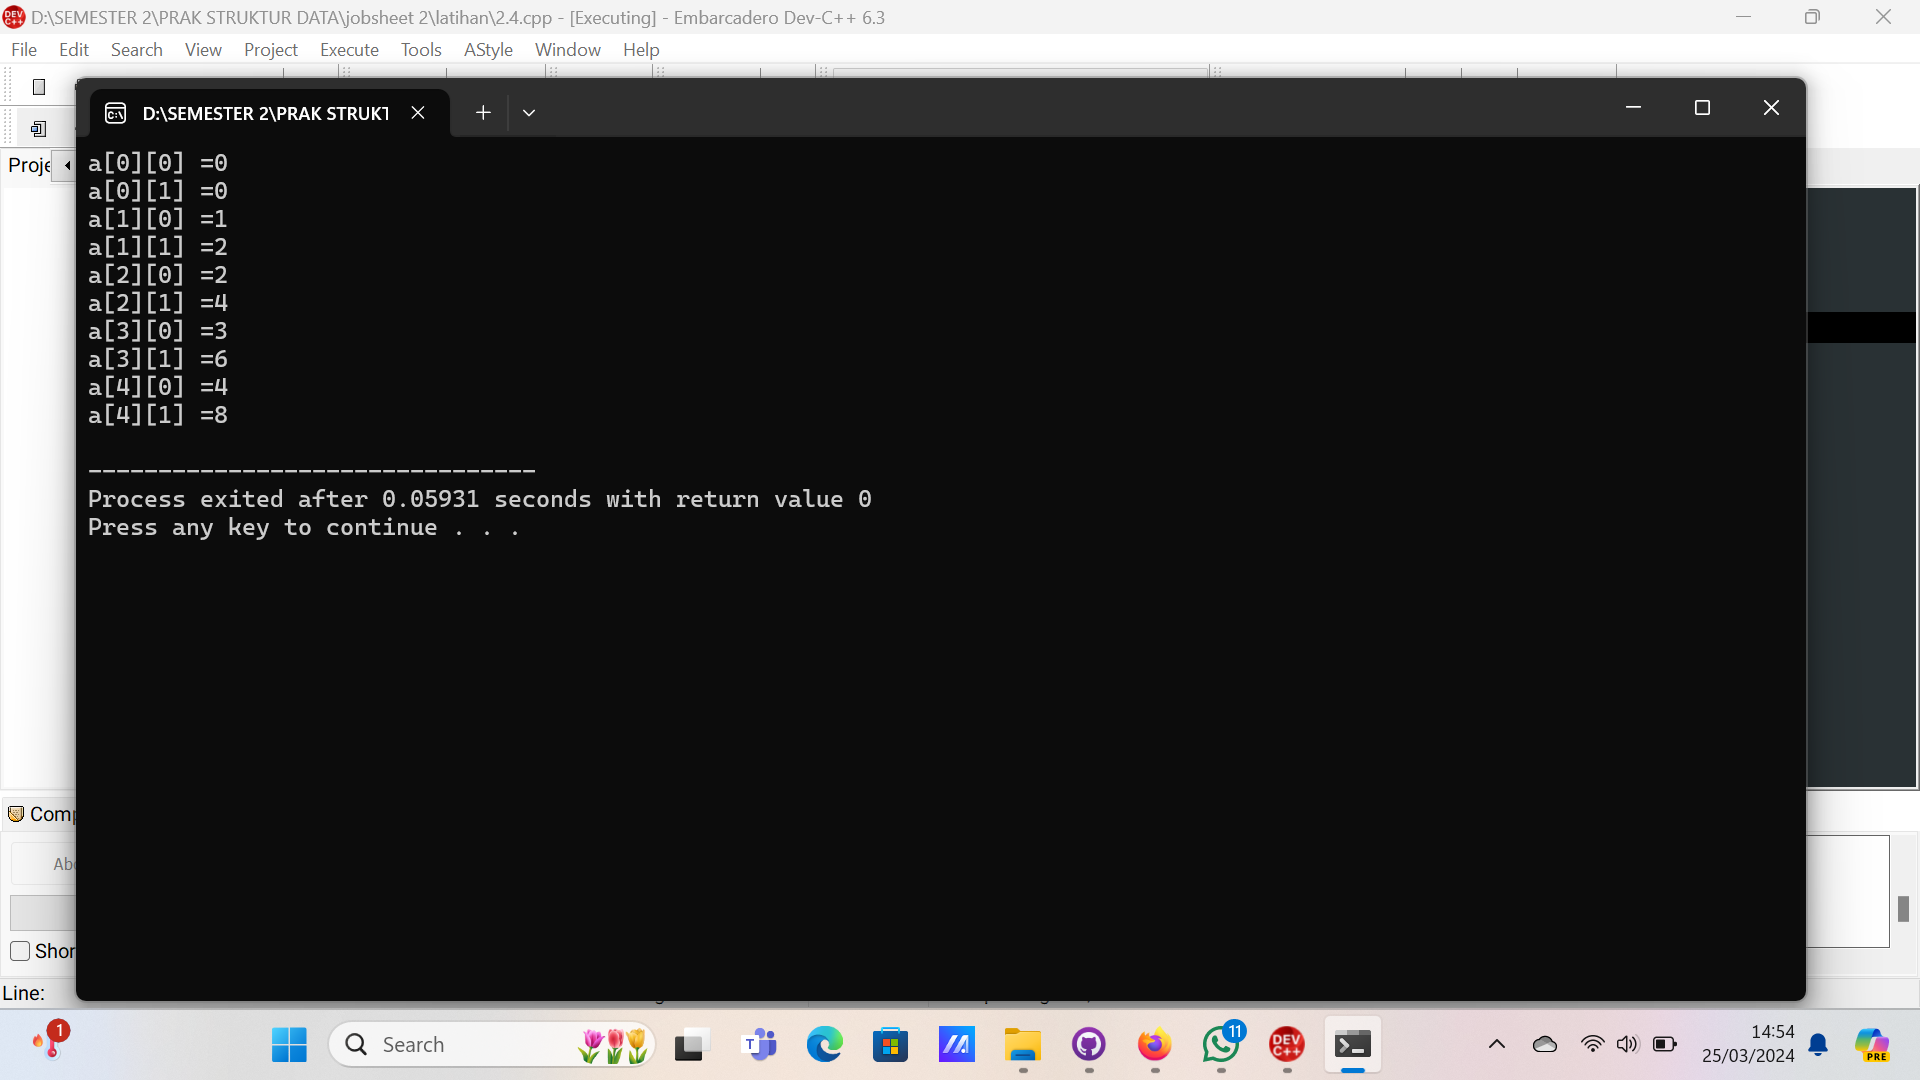 D:\SEMESTER 2\PRAK STRUKTUR DATA\jobsheet 2\latihan\2.4.cpp - [Executing] - Embarcadero Dev-C++ 6.3
File Edit Search View Project Execute Tools AStyle Window Help
D:\SEMESTER 2\PRAK STRUKT
Proje
a[0][0] =0
a[0][1] =0
a[1][0] =1
a[1][1] =2
a[2][0] =2
a[2][1] =4
a[3][0] =3
a[3][1] =6
a[4][0] =4
a[4][1] =8
--------------------------------
Process exited after 0.05931 seconds with return value 0
Press any key to continue . . .
Comp
Abo
Shor
Line:
1
Search
11
DEV
C++
14:54
25/03/2024
PRE